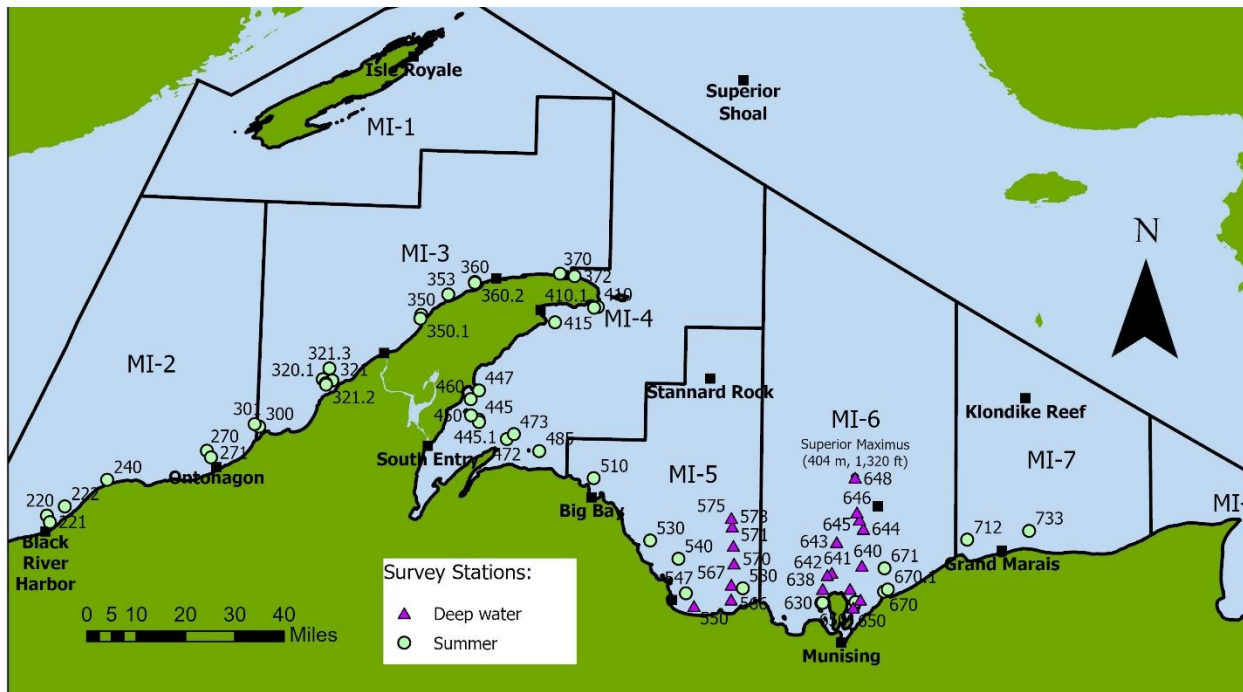 Isle Royale
Superior
Shoal
MI-1
N
MI-3
370
360
372
353
360.2
410.1
410
350
415
MI-4
350.1
MI-2
321.3
320.1
321
321.2
Stannard Rock
Klondike Reef
447
460
MI-6
301
300
450
445
Superior Maximus
(404 m, 1,320 ft)
473
445.1
485
270
271
472
South Entry
MI-5
MI-7
Ontonagon
240
510
648
575
646
Big Bay
573
645
644
220
222
530
571
643
712
733
221
540
570
641
640
671
Grand Marais
Black
River
Harbor
567
642
547
580
638
670.1
566
630
670
550
650
Munising
Survey Stations:
Deep water
Summer
0 5 10 20 30 40
Miles